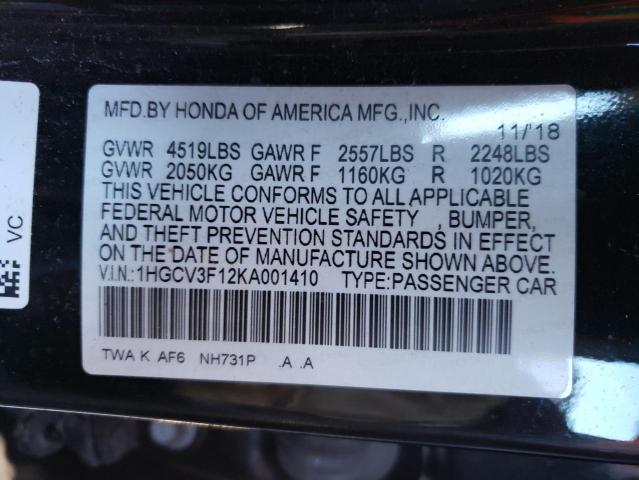 MFD.BY HONDA OF AMERICA MFG.,INC.
11/'18
GVWR 4519LBS GAWR F 2557LBS R 2248LBS
GVWR 2050KG GAWR F 1160KG R 1020KG
THIS VEHICLE CONFORMS TO ALL APPLICABLE
FEDERAL MOTOR VEHICLE SAFETY , BUMPER,
AND THEFT PREVENTION STANDARDS IN EFFECT
ON THE DATE OF MANUFACTURE SHOWN ABOVE.
V.I.N.:1HGCV3F12KA001410 TYPE:PASSENGER CAR
TWA K AF6 NH731P .A .A
VC